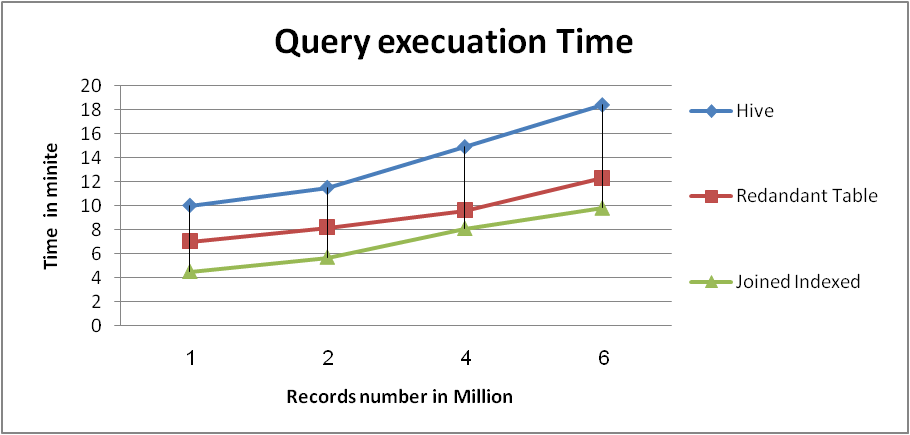 Query execuation Time
20
18
16
14
12
10
8
6
4
2
0
Time in minite
1 2 4 6
Records number in Million
Hive
Redandant Table
Joined Indexed